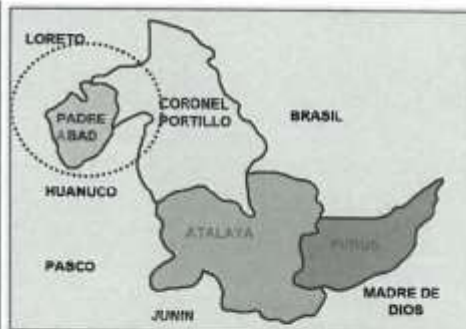 LORETO
PADRE
ABAD
CORONEL
PORTILLO
BRASIL
HUANUCO
ATALAYA
PURUS
PASCO
MADRE DE
DIOS
JUNIN